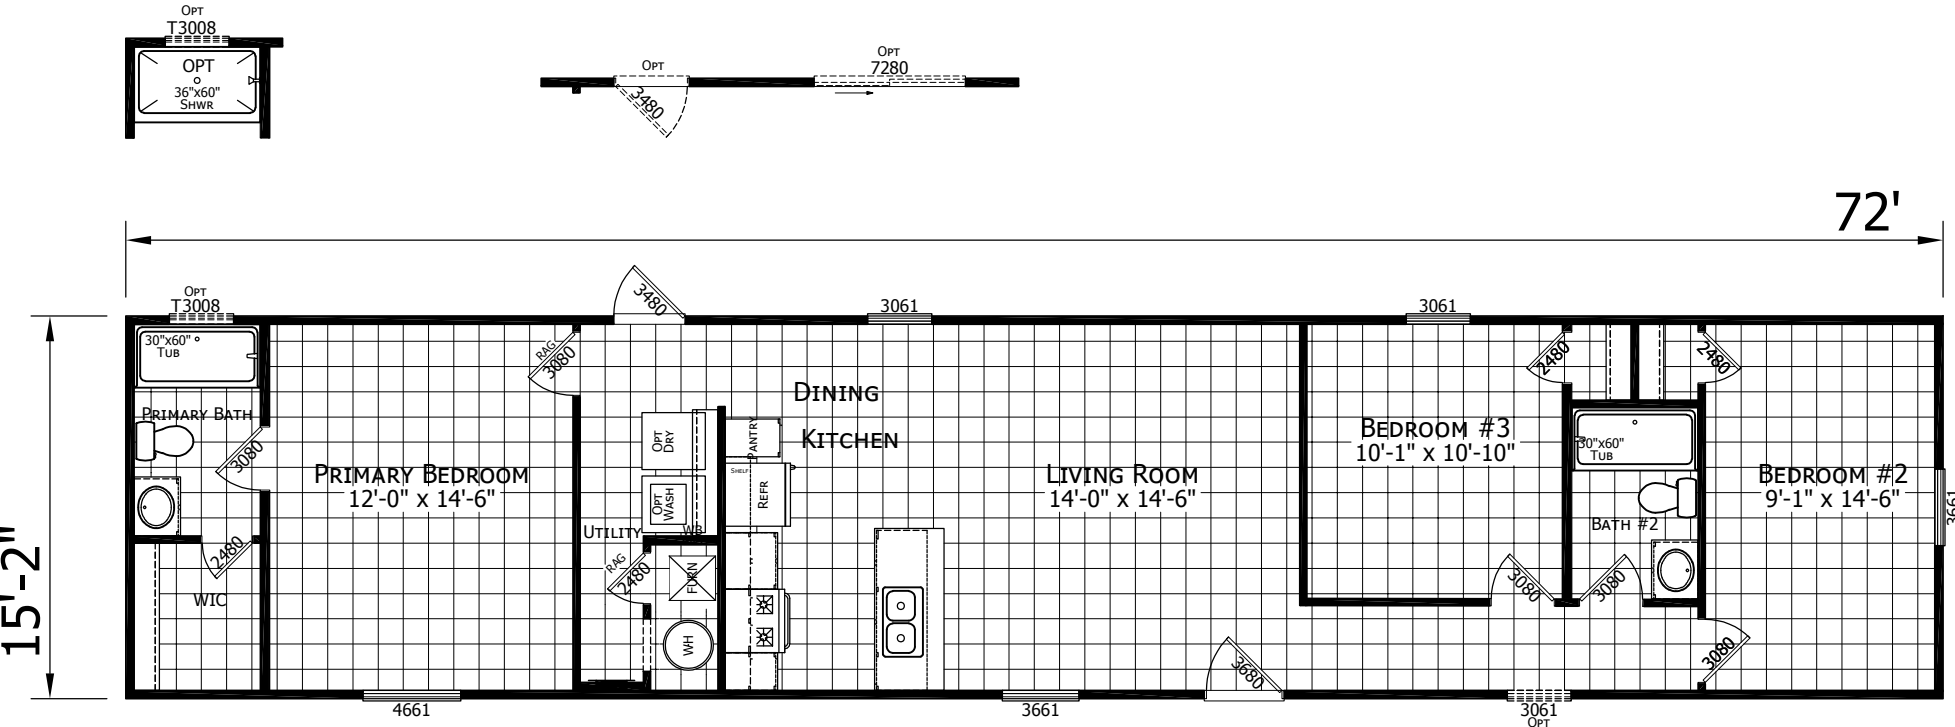 OPT
T3008
OPT
36"x60"
SHWR
OPT
3480
OPT
7280
72'
15'-2"
OPT
T3008
30"x60"
TUB
PRIMARY BATH
3080
2480
WIC
PRIMARY BEDROOM
12'-0" x 14'-6"
4661
RAG
3080
3480
OPT
DRY
OPT
WASH
UTILITY
WB
RAG
2480
FURN
WH
PANTRY
SHELF
REFR
DINING
KITCHEN
3061
LIVING ROOM
14'-0" x 14'-6"
3661
3680
3061
BEDROOM #3
10'-1" x 10'-10"
2480
3080
2480
30"x60"
TUB
BATH #2
3080
BEDROOM #2
9'-1" x 14'-6"
3661
3080
3061
OPT